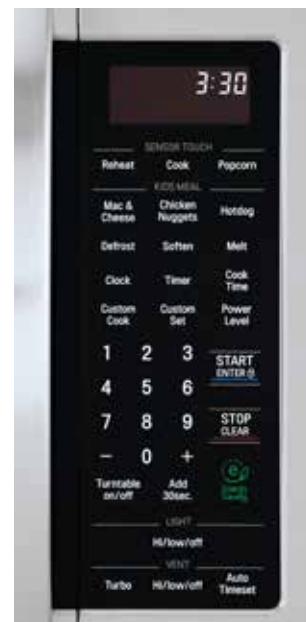 3:30
SENSOR TOUCH
Reheat Cook Popcorn
KIDS MEAL
Mac & Cheese Chicken Nuggets Hotdog
Defrost Soften Melt
Clock Timer Cook Time
Custom Cook Custom Set Power Level
1 2 3 START ENTER
4 5 6
7 8 9 STOP CLEAR
− 0 +
Turntable on/off Add 30sec.
LIGHT
Hi/low/off
VENT
Turbo Hi/low/off Auto Timeset